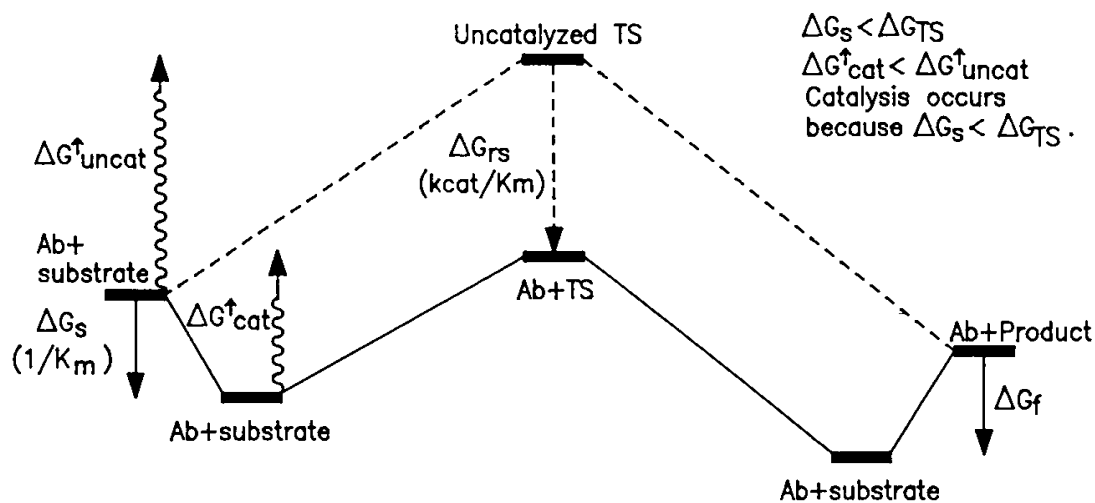 Uncatalyzed TS
ΔGs < ΔGTS
ΔG↑cat < ΔG↑uncat
Catalysis occurs
because ΔGs < ΔGTS.
ΔG↑uncat
ΔGrs
(kcat/Km)
Ab+
substrate
ΔG↑cat
Ab+TS
ΔGs
(1/Km)
Ab+Product
ΔGf
Ab+substrate
Ab+substrate